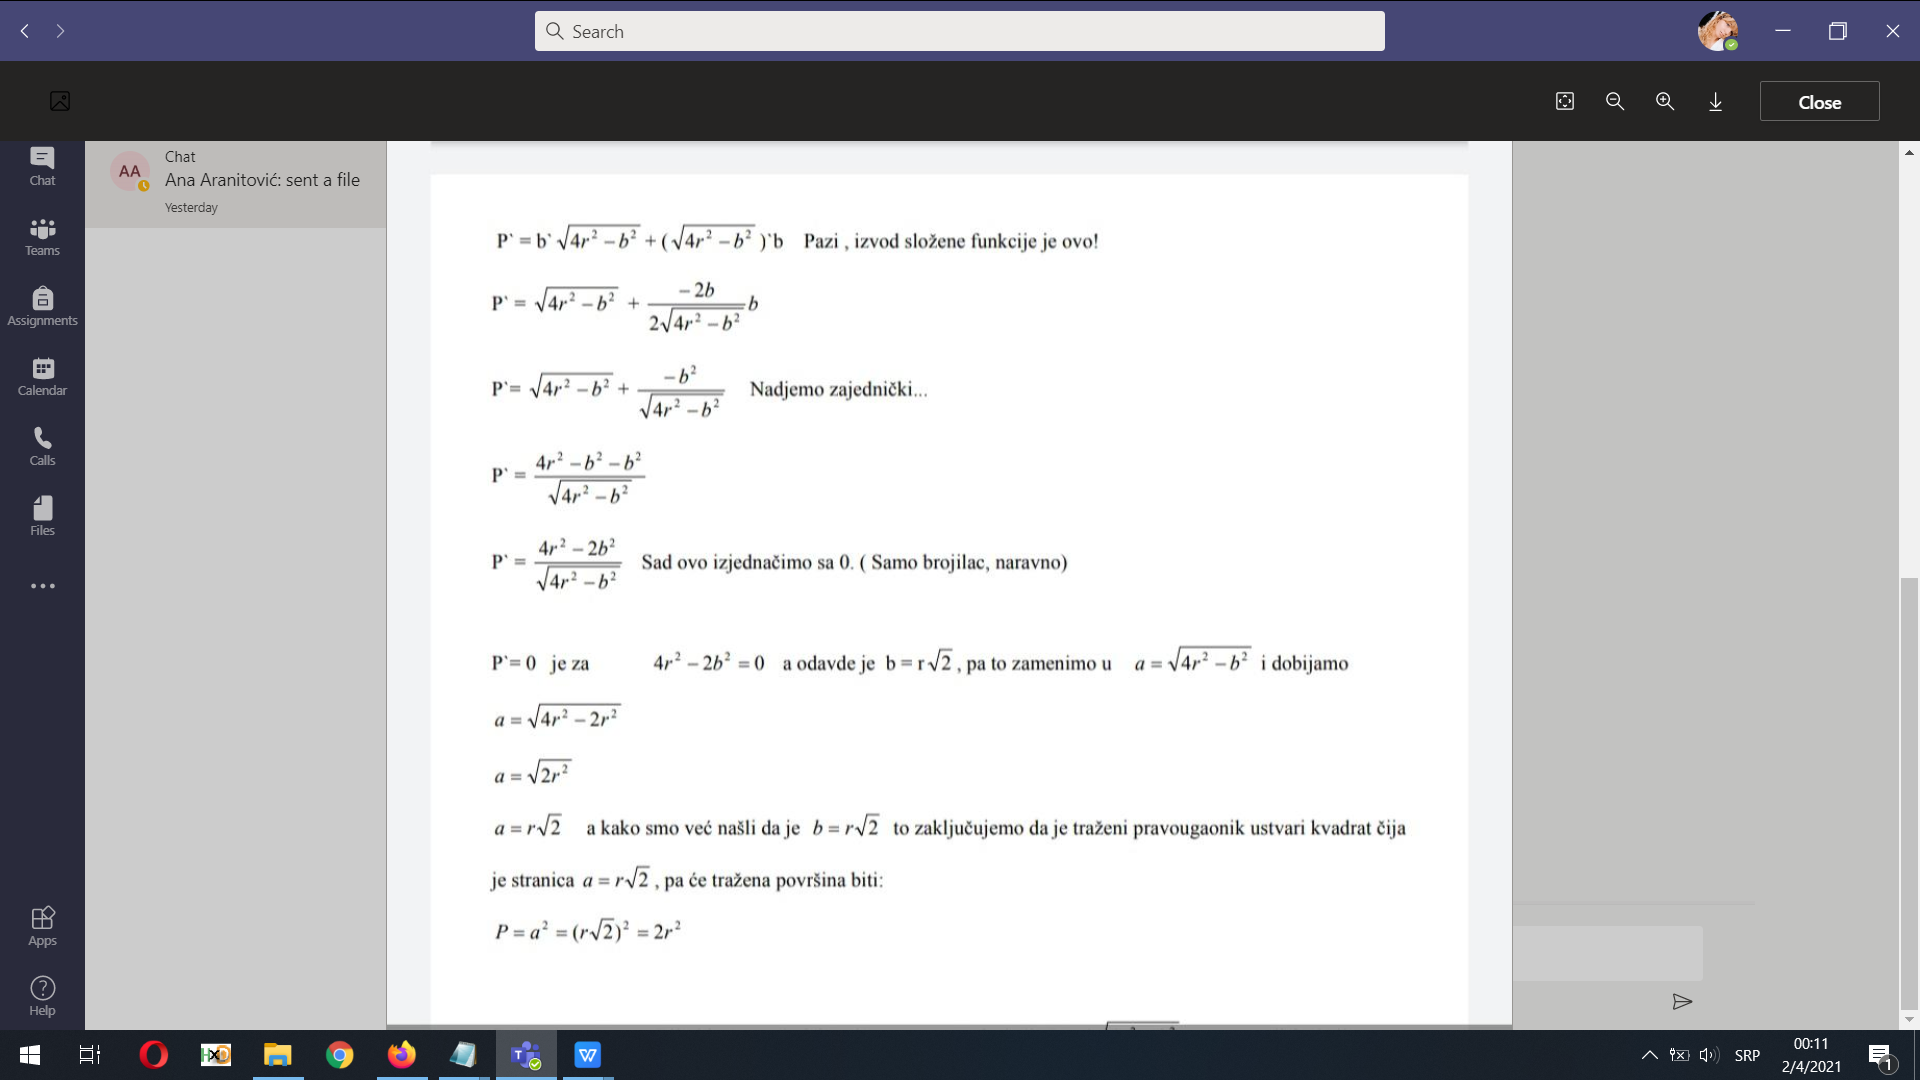 Search
Close
Chat
Teams
Assignments
Calendar
Calls
Files
Apps
Help
AA
Chat
Ana Aranitović: sent a file
Yesterday
P` = b` √(4r² − b²) + (√(4r² − b²))`b Pazi , izvod složene funkcije je ovo!
P` = √(4r² − b²) + (−2b)/(2√(4r² − b²)) b
P`= √(4r² − b²) + (−b²)/(√(4r² − b²)) Nadjemo zajednički...
P` = (4r² − b² − b²)/(√(4r² − b²))
P` = (4r² − 2b²)/(√(4r² − b²)) Sad ovo izjednačimo sa 0. ( Samo brojilac, naravno)
P`= 0 je za 4r² − 2b² = 0 a odavde je b = r√2 , pa to zamenimo u a = √(4r² − b²) i dobijamo
a = √(4r² − 2r²)
a = √(2r²)
a = r√2 a kako smo već našli da je b = r√2 to zaključujemo da je traženi pravougaonik ustvari kvadrat čija
je stranica a = r√2 , pa će tražena površina biti:
P = a² = (r√2)² = 2r²
SRP
00:11
2/4/2021
1